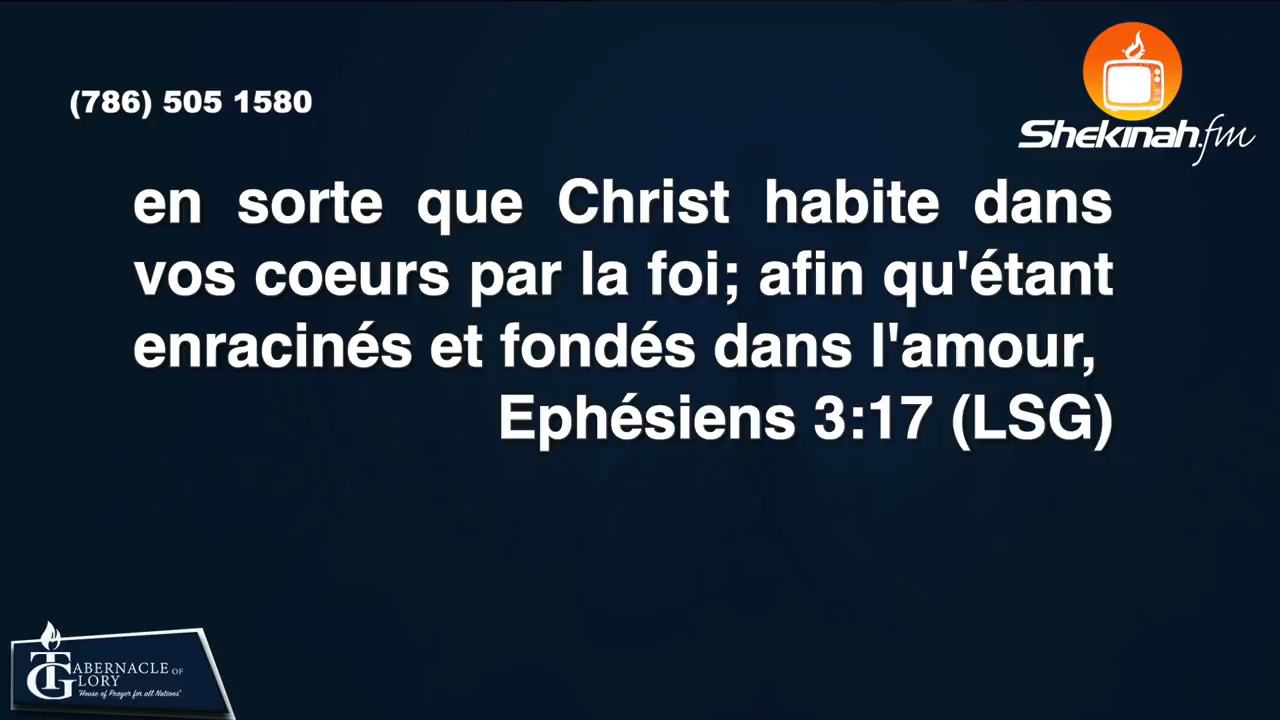 (786) 505 1580
Shekinah.fm
en sorte que Christ habite dans
vos coeurs par la foi; afin qu'étant
enracinés et fondés dans l'amour,
Ephésiens 3:17 (LSG)
TABERNACLE OF
GLORY
"House of Prayer for all Nations"